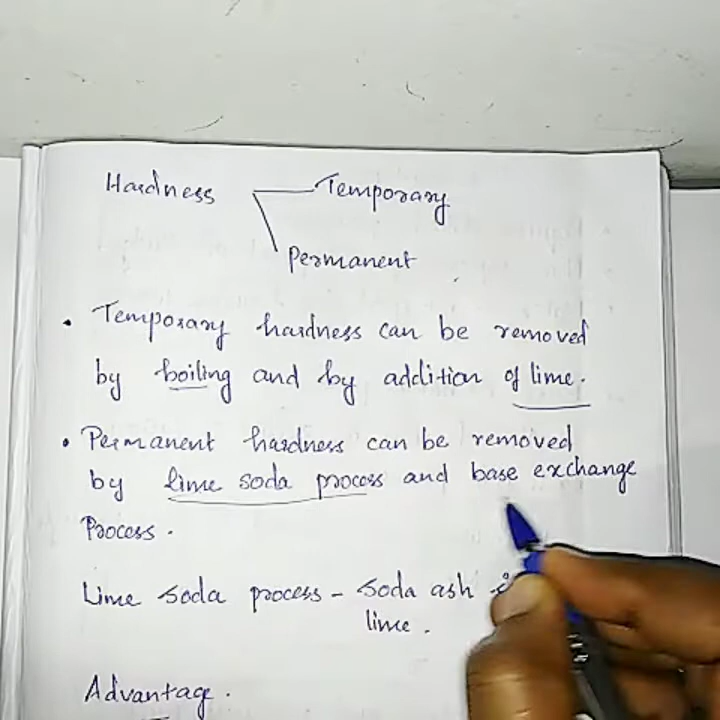 Hardness Temporary
Permanent
• Temporary hardness can be removed
by boiling and by addition of lime.
• Permanent hardness can be removed
by lime soda process and base exchange
Process.
Lime soda process - soda ash
lime.
Advantage.